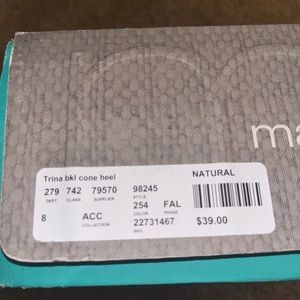 ma
Trina bkl cone heel
NATURAL
279 742 79570 98245
DEPT CLASS SUPPLIER STYLE
254 FAL
COLOR PHASE
8 ACC 22731467 $39.00
COLLECTION SKU